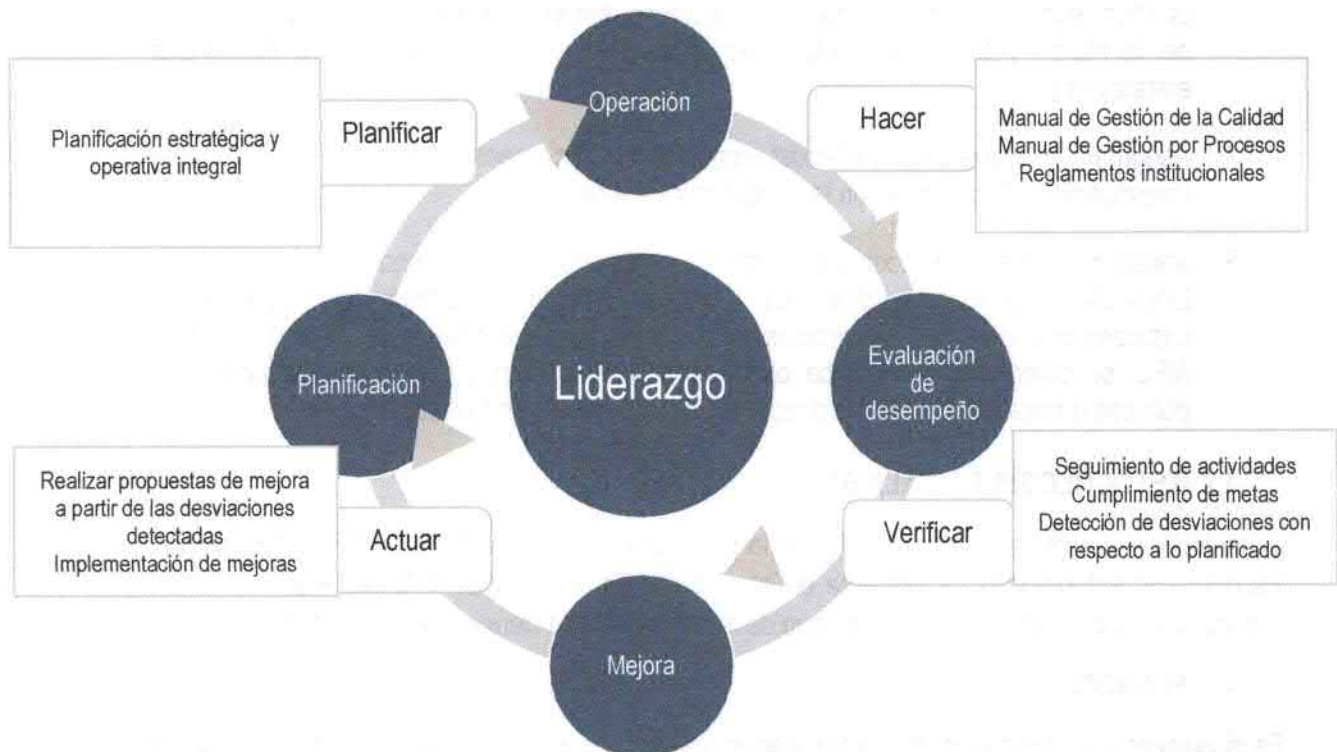 Operación
Planificar
Planificación estratégica y
operativa integral
Hacer
Manual de Gestión de la Calidad
Manual de Gestión por Procesos
Reglamentos institucionales
Liderazgo
Planificación
Evaluación
de
desempeño
Realizar propuestas de mejora
a partir de las desviaciones
detectadas
Implementación de mejoras
Actuar
Verificar
Seguimiento de actividades
Cumplimiento de metas
Detección de desviaciones con
respecto a lo planificado
Mejora